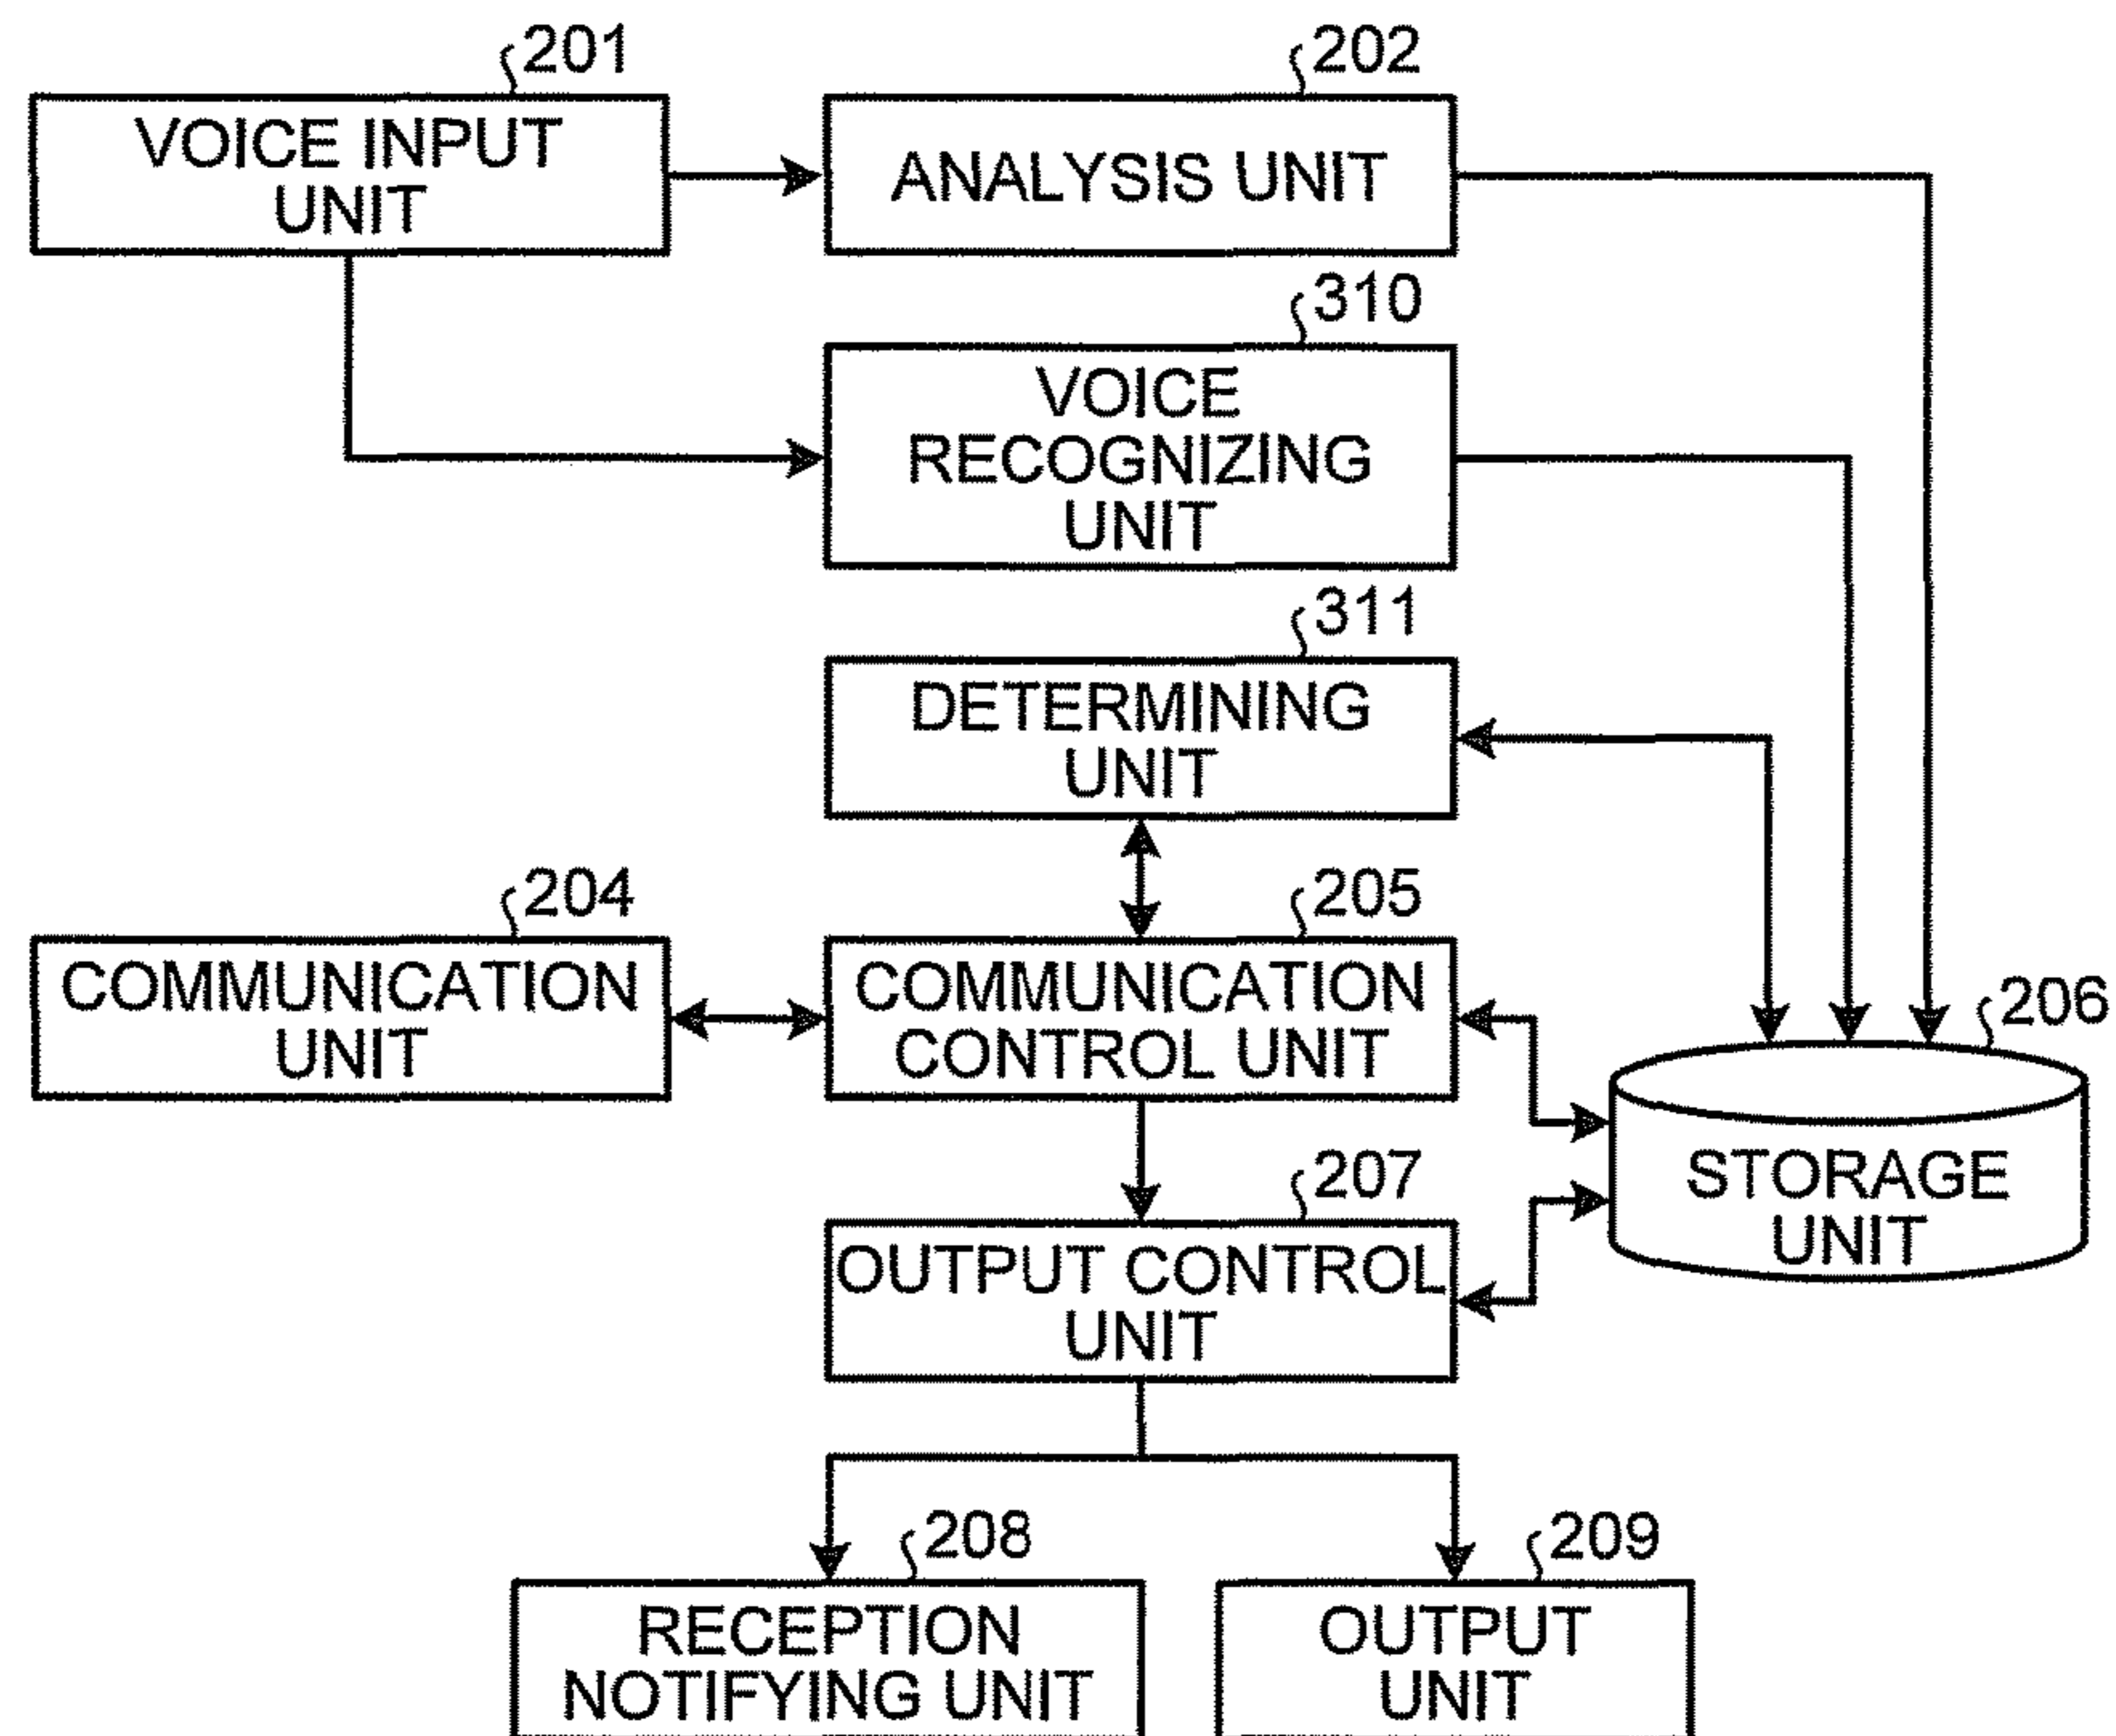 201
VOICE INPUT
UNIT
202
ANALYSIS UNIT
310
VOICE
RECOGNIZING
UNIT
311
DETERMINING
UNIT
204
COMMUNICATION
UNIT
205
COMMUNICATION
CONTROL UNIT
206
STORAGE
UNIT
207
OUTPUT CONTROL
UNIT
208
RECEPTION
NOTIFYING UNIT
209
OUTPUT
UNIT